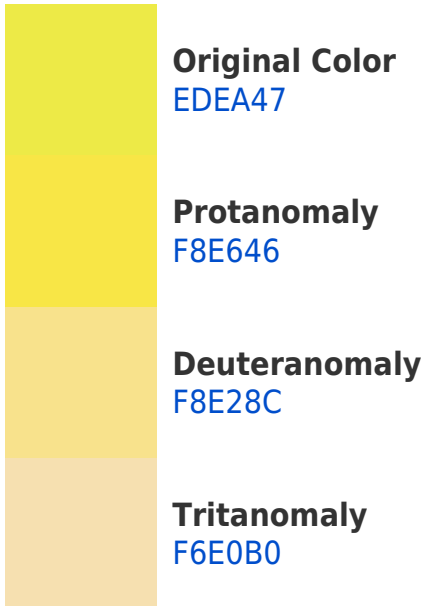 Original Color
EDEA47
Protanomaly
F8E646
Deuteranomaly
F8E28C
Tritanomaly
F6E0B0